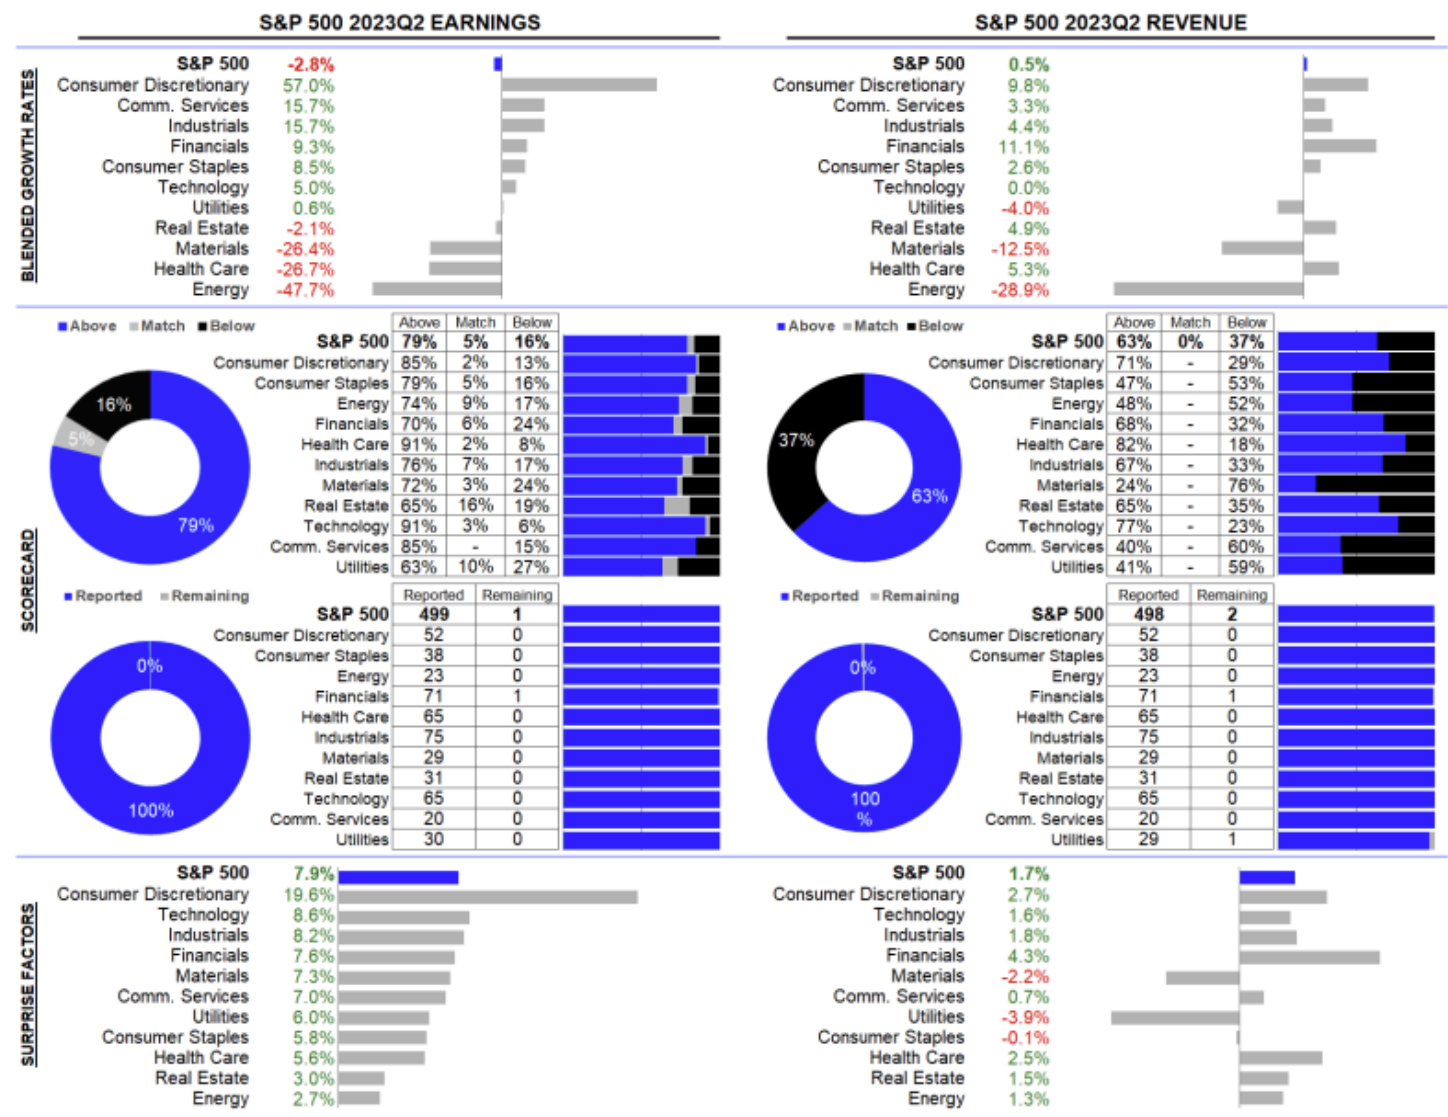 S&P 500 2023Q2 EARNINGS
BLENDED GROWTH RATES
S&P 500 -2.8%
Consumer Discretionary 57.0%
Comm. Services 15.7%
Industrials 15.7%
Financials 9.3%
Consumer Staples 8.5%
Technology 5.0%
Utilities 0.6%
Real Estate -2.1%
Materials -26.4%
Health Care -26.7%
Energy -47.7%
S&P 500 2023Q2 REVENUE
S&P 500 0.5%
Consumer Discretionary 9.8%
Comm. Services 3.3%
Industrials 4.4%
Financials 11.1%
Consumer Staples 2.6%
Technology 0.0%
Utilities -4.0%
Real Estate 4.9%
Materials -12.5%
Health Care 5.3%
Energy -28.9%
SCORECARD
Above Match Below
16%
5%
79%
Above Match Below
S&P 500 79% 5% 16%
Consumer Discretionary 85% 2% 13%
Consumer Staples 79% 5% 16%
Energy 74% 9% 17%
Financials 70% 6% 24%
Health Care 91% 2% 8%
Industrials 76% 7% 17%
Materials 72% 3% 24%
Real Estate 65% 16% 19%
Technology 91% 3% 6%
Comm. Services 85% - 15%
Utilities 63% 10% 27%
Above Match Below
37%
63%
Above Match Below
S&P 500 63% 0% 37%
Consumer Discretionary 71% - 29%
Consumer Staples 47% - 53%
Energy 48% - 52%
Financials 68% - 32%
Health Care 82% - 18%
Industrials 67% - 33%
Materials 24% - 76%
Real Estate 65% - 35%
Technology 77% - 23%
Comm. Services 40% - 60%
Utilities 41% - 59%
Reported Remaining
0%
100%
Reported Remaining
S&P 500 499 1
Consumer Discretionary 52 0
Consumer Staples 38 0
Energy 23 0
Financials 71 1
Health Care 65 0
Industrials 75 0
Materials 29 0
Real Estate 31 0
Technology 65 0
Comm. Services 20 0
Utilities 30 0
Reported Remaining
0%
100
%
Reported Remaining
S&P 500 498 2
Consumer Discretionary 52 0
Consumer Staples 38 0
Energy 23 0
Financials 71 1
Health Care 65 0
Industrials 75 0
Materials 29 0
Real Estate 31 0
Technology 65 0
Comm. Services 20 0
Utilities 29 1
SURPRISE FACTORS
S&P 500 7.9%
Consumer Discretionary 19.6%
Technology 8.6%
Industrials 8.2%
Financials 7.6%
Materials 7.3%
Comm. Services 7.0%
Utilities 6.0%
Consumer Staples 5.8%
Health Care 5.6%
Real Estate 3.0%
Energy 2.7%
S&P 500 1.7%
Consumer Discretionary 2.7%
Technology 1.6%
Industrials 1.8%
Financials 4.3%
Materials -2.2%
Comm. Services 0.7%
Utilities -3.9%
Consumer Staples -0.1%
Health Care 2.5%
Real Estate 1.5%
Energy 1.3%